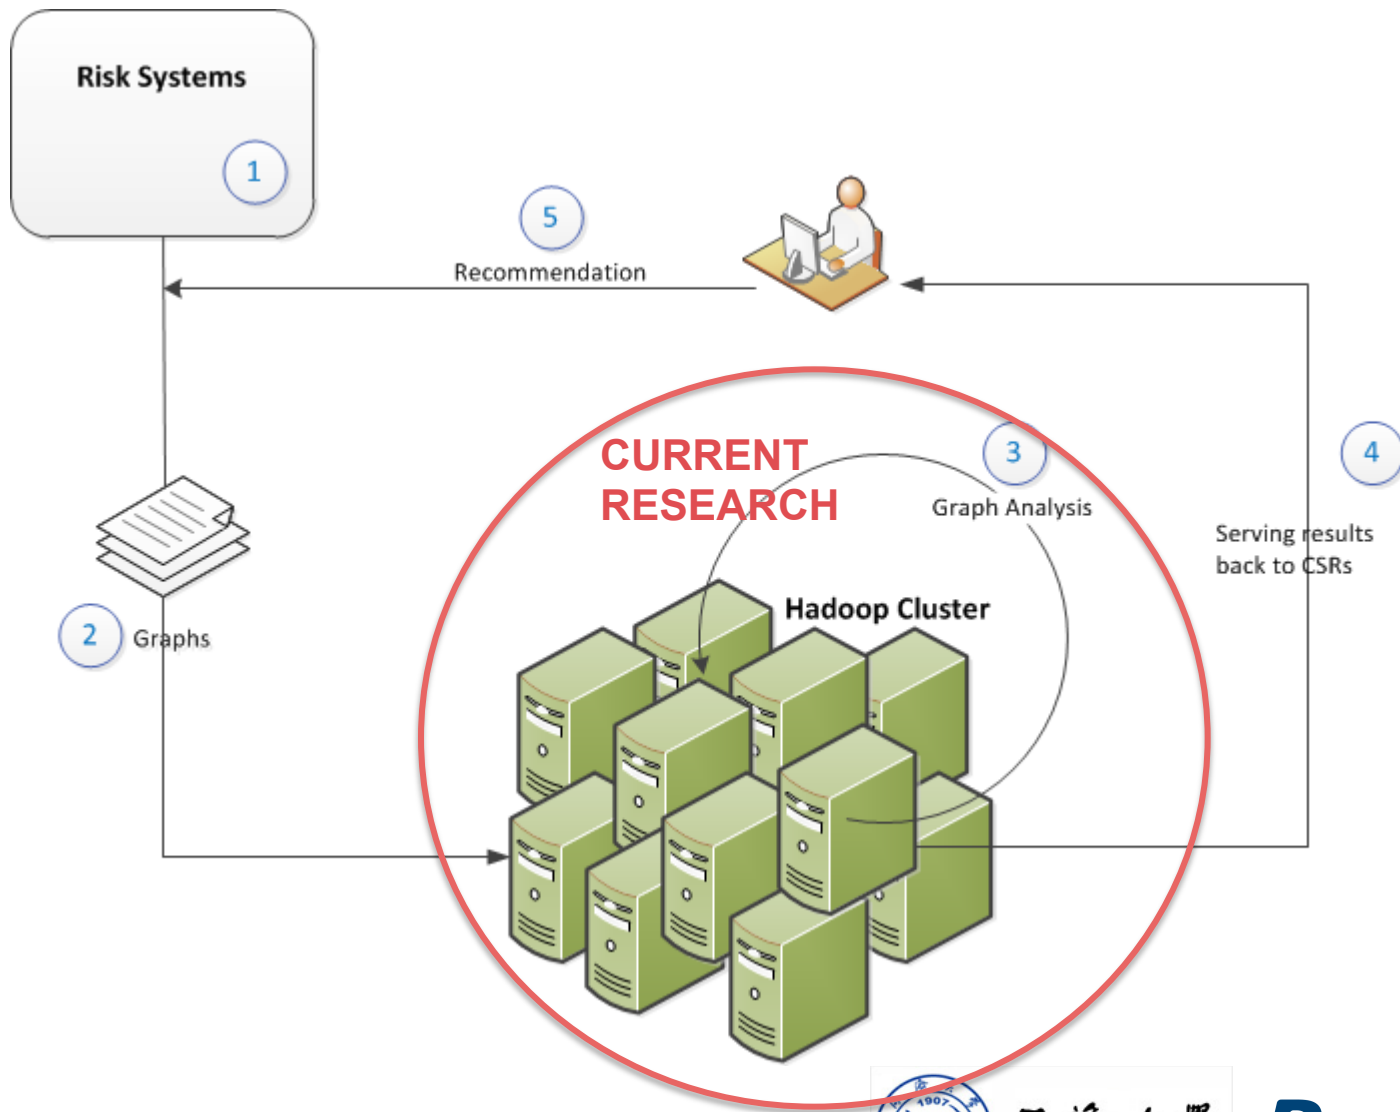 Risk Systems
1
5
Recommendation
CURRENT
RESEARCH
3
Graph Analysis
4
Serving results
back to CSRs
Hadoop Cluster
2
Graphs
1907